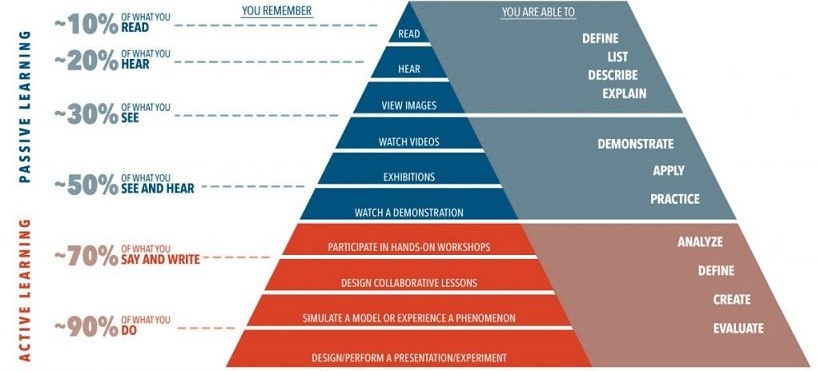 YOU REMEMBER
YOU ARE ABLE TO
PASSIVE LEARNING
~10% OF WHAT YOU
READ
~20% OF WHAT YOU
HEAR
~30% OF WHAT YOU
SEE
~50% OF WHAT YOU
SEE AND HEAR
ACTIVE LEARNING
~70% OF WHAT YOU
SAY AND WRITE
~90% OF WHAT YOU
DO
READ
HEAR
VIEW IMAGES
WATCH VIDEOS
EXHIBITIONS
WATCH A DEMONSTRATION
PARTICIPATE IN HANDS-ON WORKSHOPS
DESIGN COLLABORATIVE LESSONS
SIMULATE A MODEL OR EXPERIENCE A PHENOMENON
DESIGN/PERFORM A PRESENTATION/EXPERIMENT
DEFINE
LIST
DESCRIBE
EXPLAIN
DEMONSTRATE
APPLY
PRACTICE
ANALYZE
DEFINE
CREATE
EVALUATE